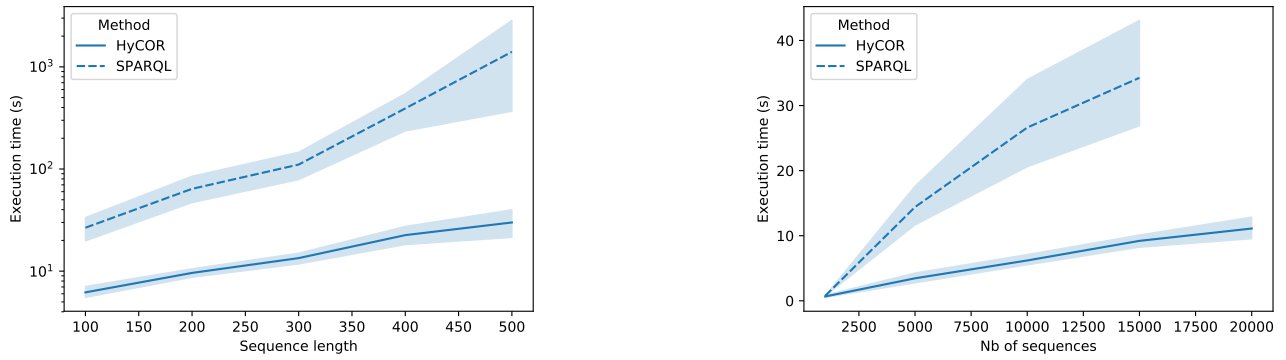 Method
HyCOR
SPARQL
10³
10²
10¹
Execution time (s)
100 150 200 250 300 350 400 450 500
Sequence length
Method
HyCOR
SPARQL
40
30
20
10
0
Execution time (s)
2500 5000 7500 10000 12500 15000 17500 20000
Nb of sequences